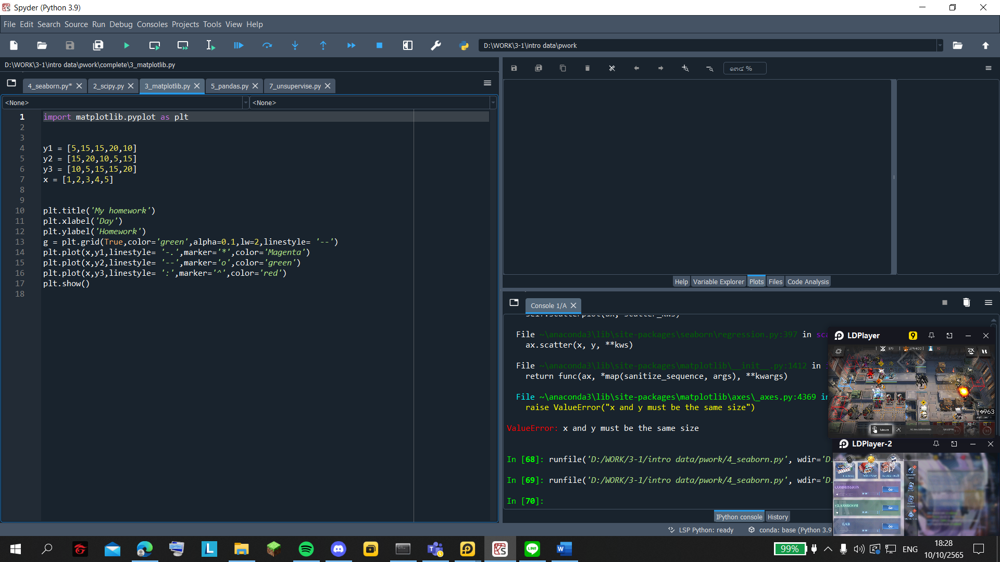 Spyder (Python 3.9)
File Edit Search Source Run Debug Consoles Projects Tools View Help
D:\WORK\3-1\intro data\pwork
D:\WORK\3-1\intro data\pwork\complete\3_matplotlib.py
4_seaborn.py* 2_scipy.py 3_matplotlib.py 5_pandas.py 7_unsupervise.py
<None> <None>
1 import matplotlib.pyplot as plt
2
3
4 y1 = [5,15,15,20,10]
5 y2 = [15,20,10,5,15]
6 y3 = [10,5,15,15,20]
7 x = [1,2,3,4,5]
8
9
10 plt.title('My homework')
11 plt.xlabel('Day')
12 plt.ylabel('Homework')
13 g = plt.grid(True,color='green',alpha=0.1,lw=2,linestyle= '--')
14 plt.plot(x,y1,linestyle= '-.',marker='*',color='Magenta')
15 plt.plot(x,y2,linestyle= '--',marker='o',color='green')
16 plt.plot(x,y3,linestyle= ':',marker='^',color='red')
17 plt.show()
18
๑๓๔ %
Help Variable Explorer Plots Files Code Analysis
Console 1/A
self.scatterplot(ax, scatter_kws)
File ~\anaconda3\lib\site-packages\seaborn\regression.py:397 in sca
ax.scatter(x, y, **kws)
File ~\anaconda3\lib\site-packages\matplotlib\__init__.py:1412 in
return func(ax, *map(sanitize_sequence, args), **kwargs)
File ~\anaconda3\lib\site-packages\matplotlib\axes\_axes.py:4369 in
raise ValueError("x and y must be the same size")
ValueError: x and y must be the same size
In [68]: runfile('D:/WORK/3-1/intro data/pwork/4_seaborn.py', wdir='D
In [69]: runfile('D:/WORK/3-1/intro data/pwork/4_seaborn.py', wdir='D
In [70]:
IPython console History
LSP Python: ready conda: base (Python 3.9
LDPlayer 9
2X
963
LDPlayer-2
COMMISSION Go
CLASSROOM Go
LAB Go
99% ENG 18:28
10/10/2565